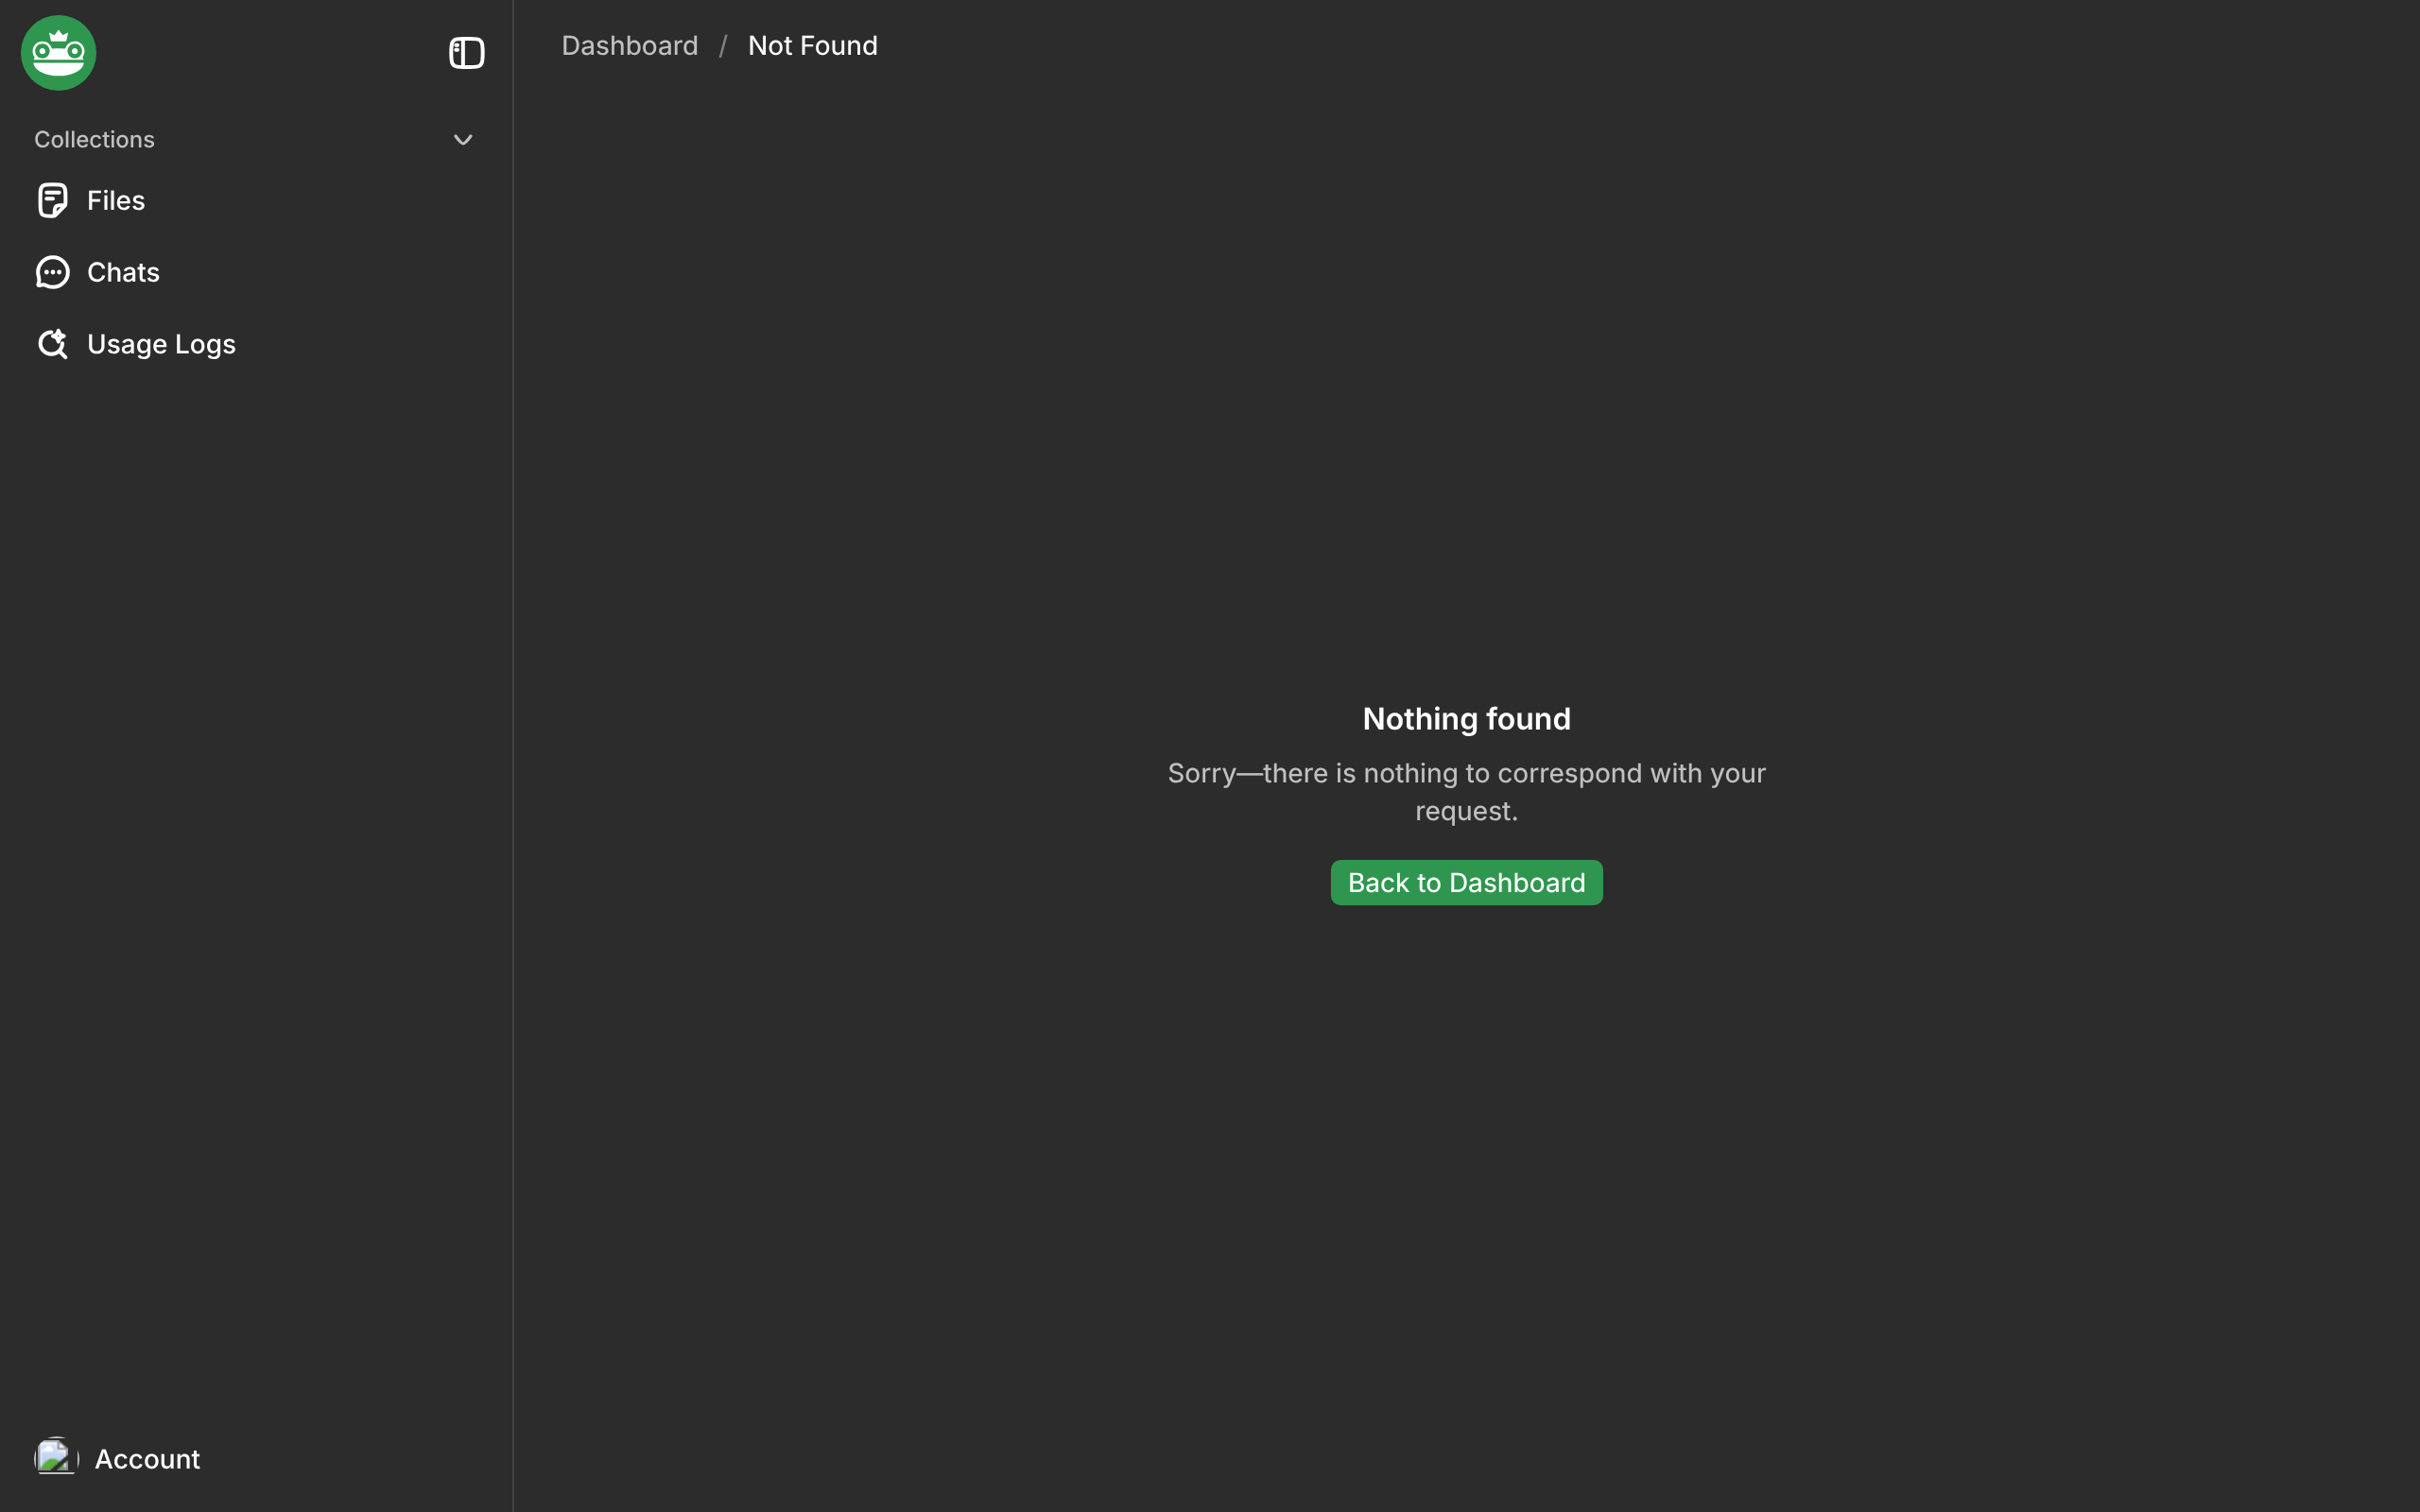 Dashboard / Not Found
Collections
Files
Chats
Usage Logs
Nothing found
Sorry—there is nothing to correspond with your
request.
Back to Dashboard
Account